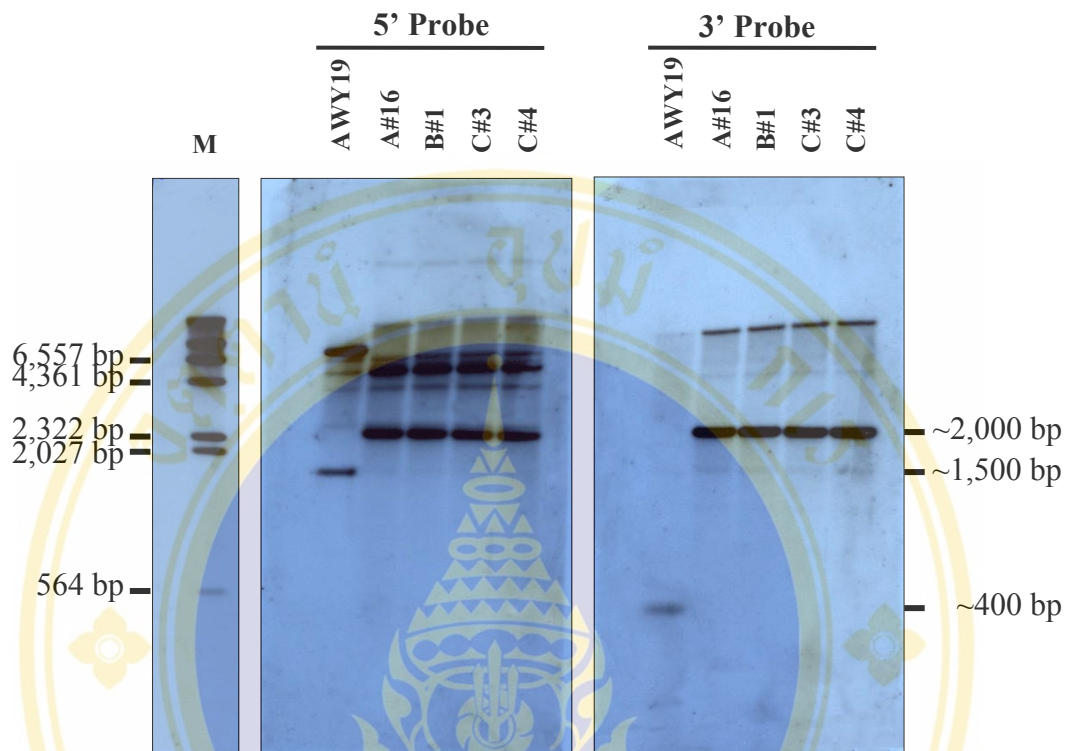 5’ Probe
3’ Probe
M
AWY19
A#16
B#1
C#3
C#4
AWY19
A#16
B#1
C#3
C#4
6,557 bp
4,361 bp
2,322 bp
2,027 bp
564 bp
~2,000 bp
~1,500 bp
~400 bp